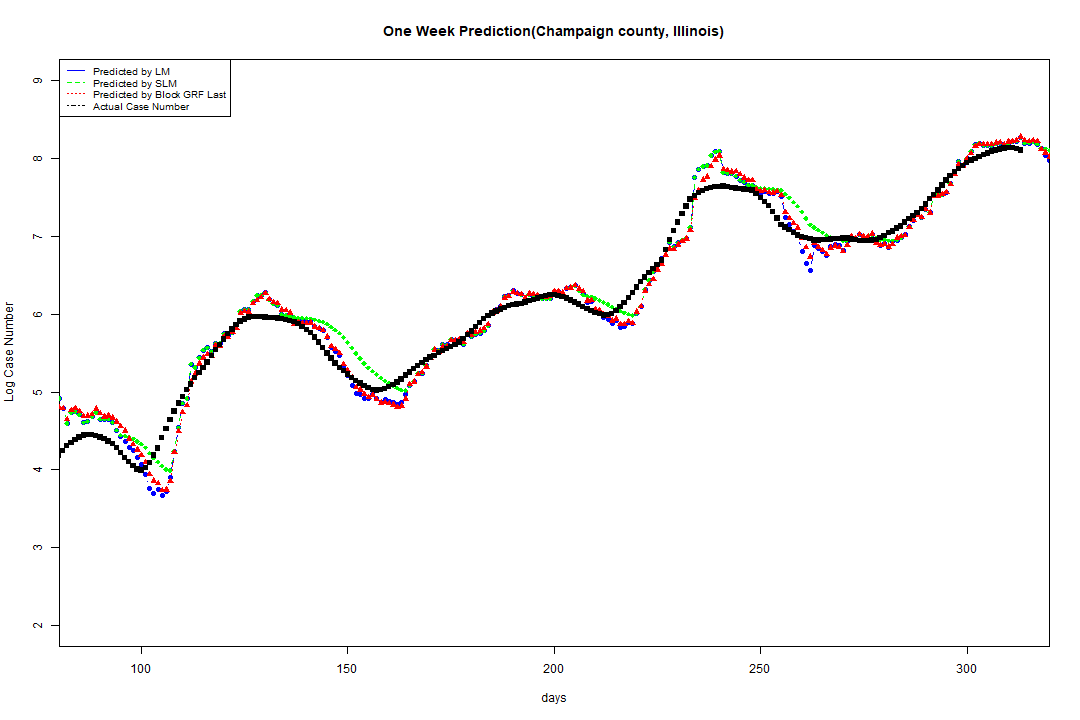 One Week Prediction(Champaign county, Illinois)
Predicted by LM
Predicted by SLM
Predicted by Block GRF Last
Actual Case Number
9
8
7
6
5
4
3
2
Log Case Number
100 150 200 250 300
days